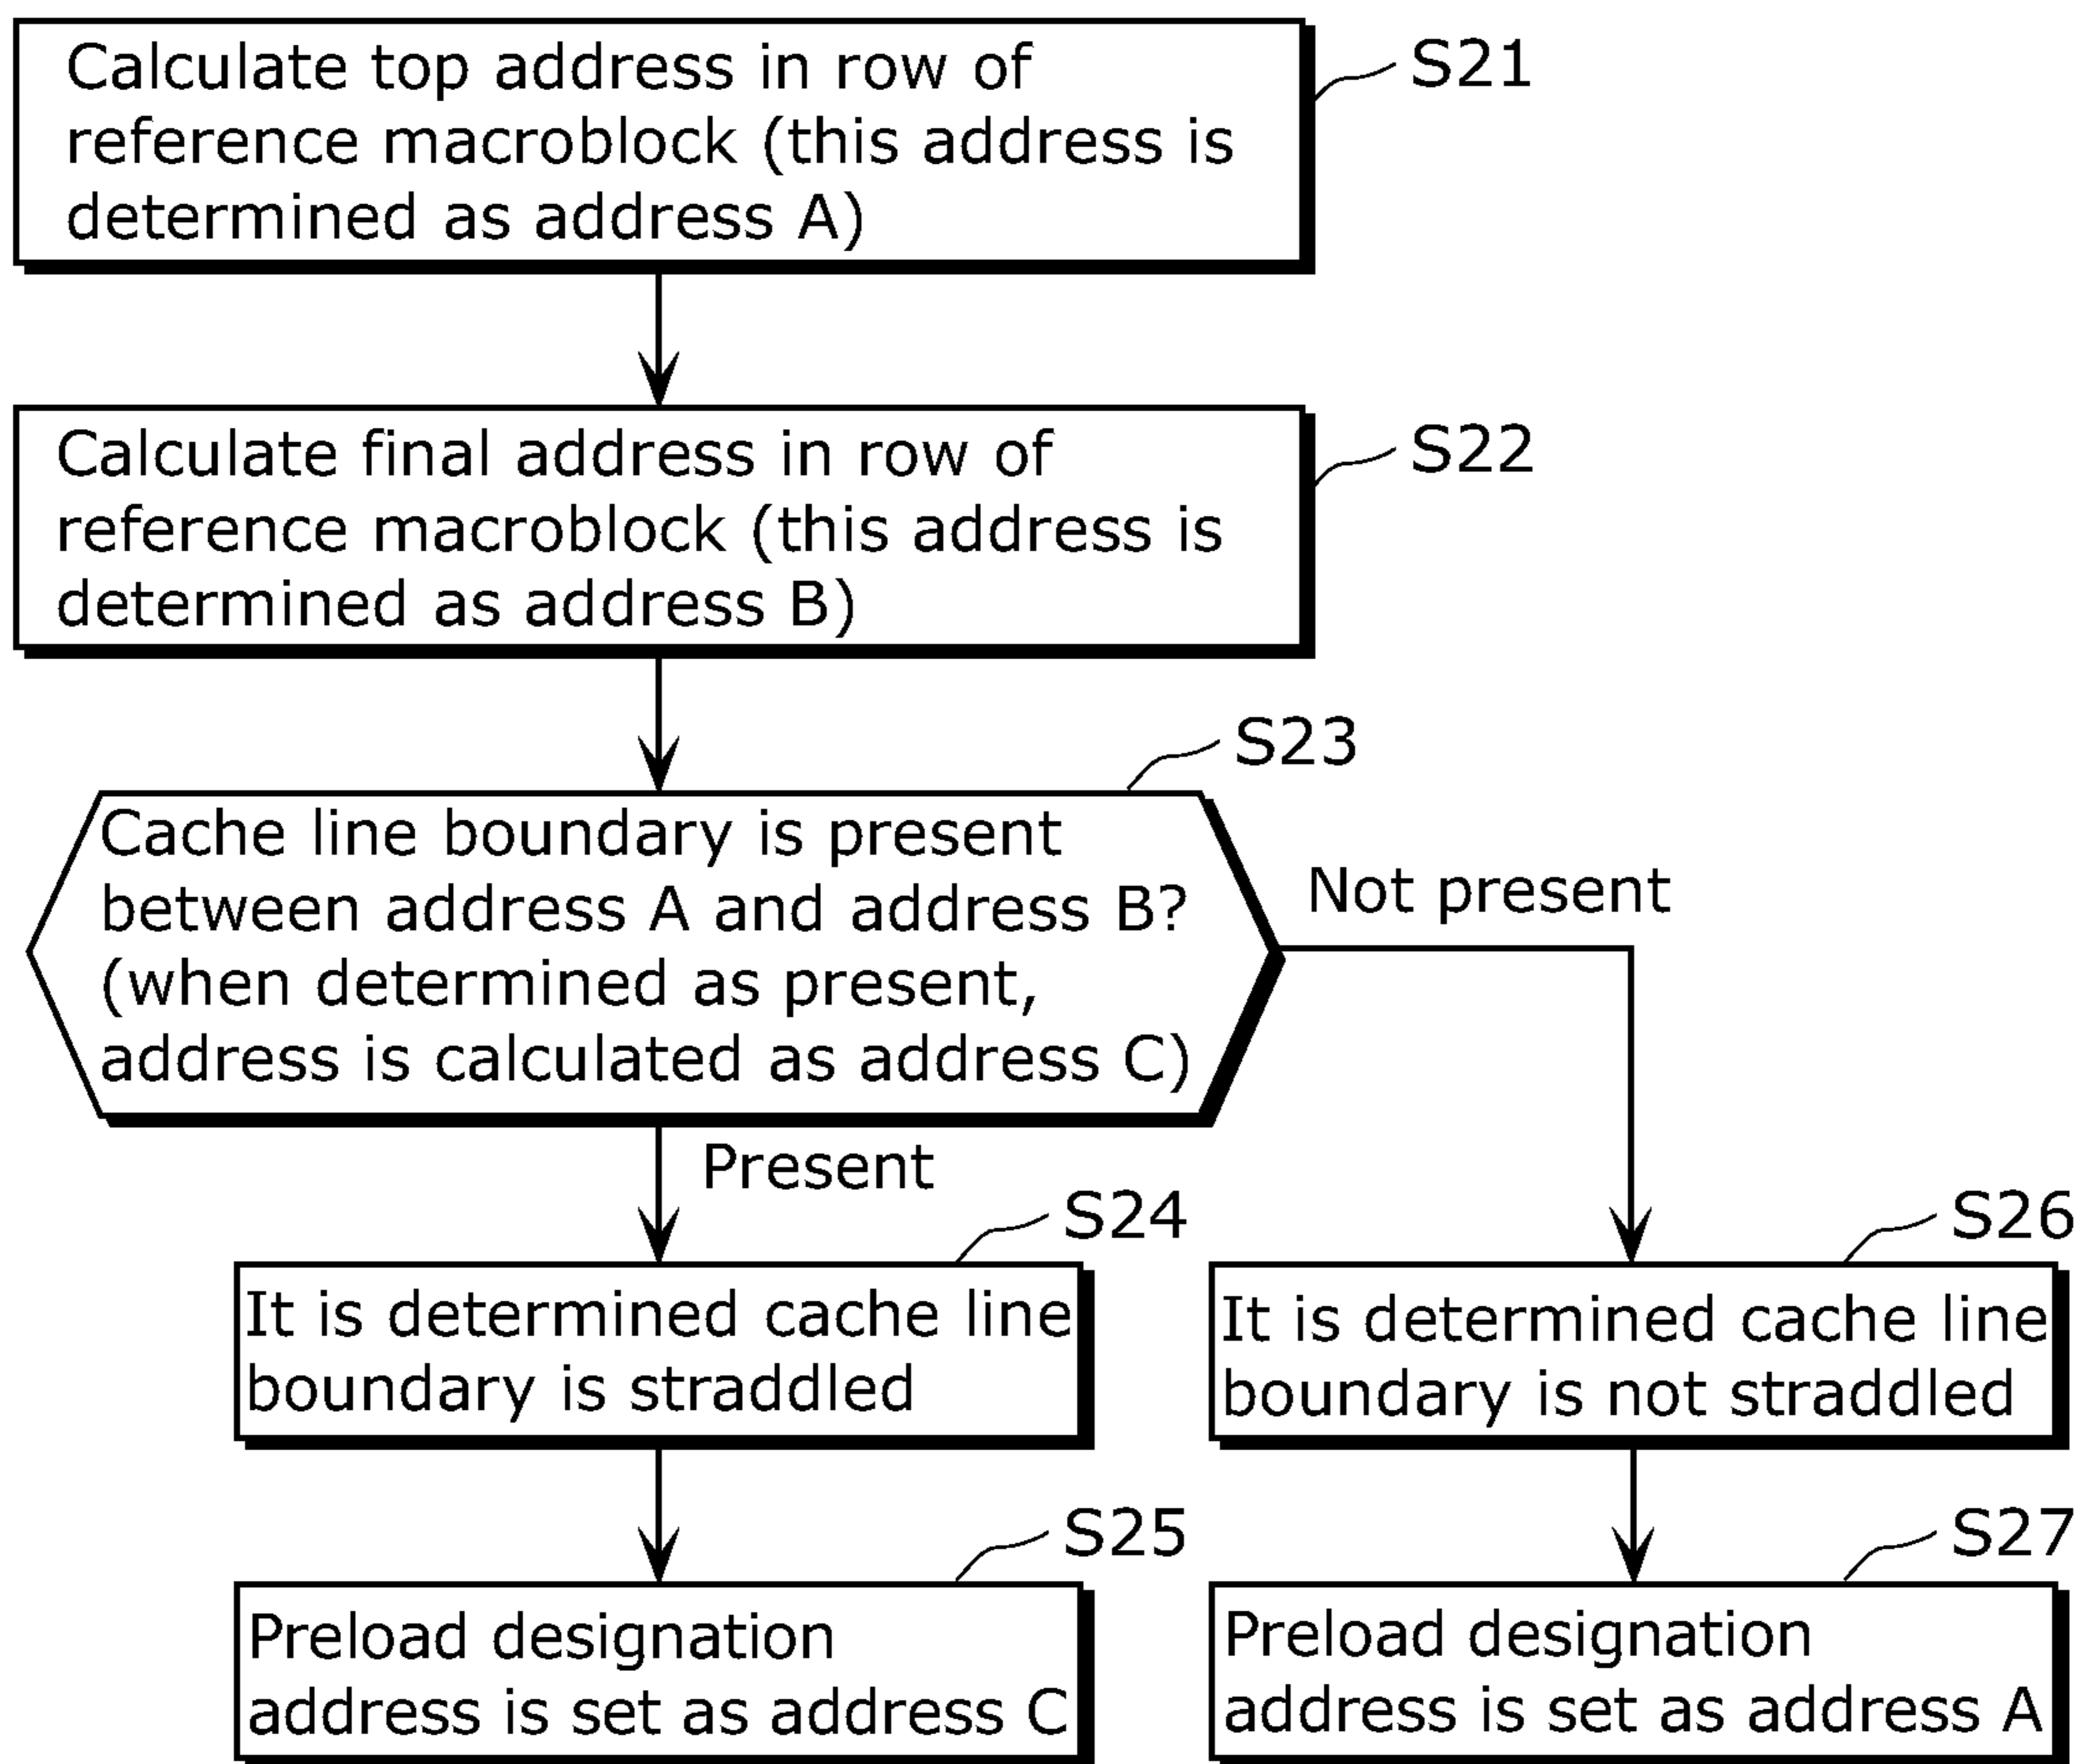 Calculate top address in row of
reference macroblock (this address is
determined as address A)
S21
Calculate final address in row of
reference macroblock (this address is
determined as address B)
S22
S23
Cache line boundary is present
between address A and address B?
(when determined as present,
address is calculated as address C)
Not present
Present
S24
It is determined cache line
boundary is straddled
S26
It is determined cache line
boundary is not straddled
S25
Preload designation
address is set as address C
S27
Preload designation
address is set as address A